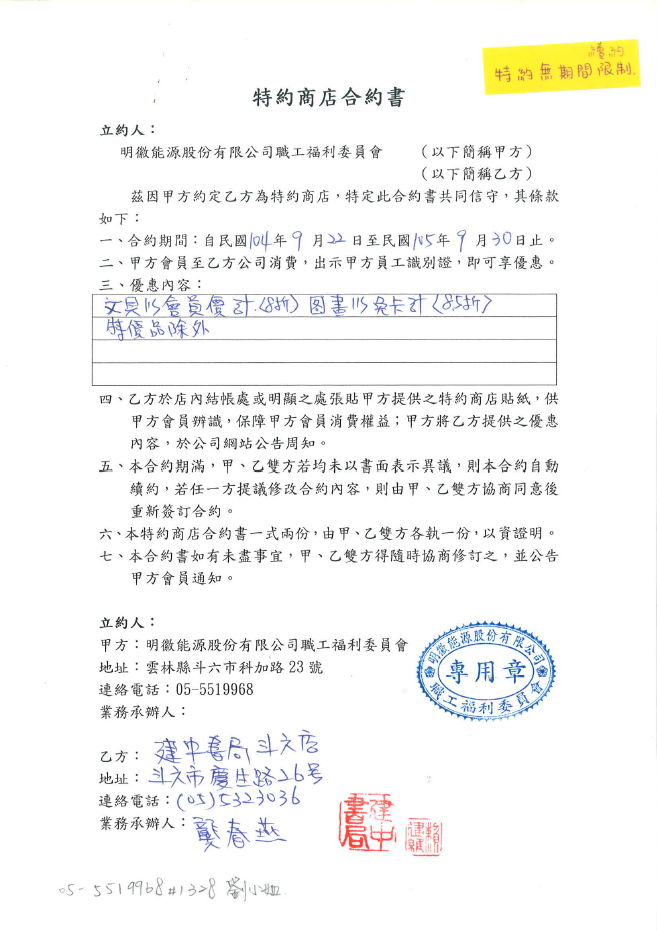 續約
特約無期間限制.
特約商店合約書
立約人：
明徽能源股份有限公司職工福利委員會　　（以下簡稱甲方）
（以下簡稱乙方）
茲因甲方約定乙方為特約商店，特定此合約書共同信守，其條款
如下：
一、合約期間：自民國104年9月22日至民國105年9月30日止。
二、甲方會員至乙方公司消費，出示甲方員工識別證，即可享優惠。
三、優惠內容：
文具以會員價計.(8折) 图書以免卡計(8.5折)
特優品除外
四、乙方於店內結帳處或明顯之處張貼甲方提供之特約商店貼紙，供
甲方會員辨識，保障甲方會員消費權益；甲方將乙方提供之優惠
內容，於公司網站公告周知。
五、本合約期滿，甲、乙雙方若均未以書面表示異議，則本合約自動
續約，若任一方提議修改合約內容，則由甲、乙雙方協商同意後
重新簽訂合約。
六、本特約商店合約書一式兩份，由甲、乙雙方各執一份，以資證明。
七、本合約書如有未盡事宜，甲、乙雙方得隨時協商修訂之，並公告
甲方會員通知。
立約人：
甲方：明徽能源股份有限公司職工福利委員會
地址：雲林縣斗六市科加路 23 號
連絡電話：05-5519968
業務承辦人：
明徽能源股份有限公司
專用章
職工福利委員會
乙方：建中書局 斗六店
地址：斗六市慶生路26号
連絡電話：(05)5323036
業務承辦人：龔春燕
建中書局
05-5519968#1328 劉小姐